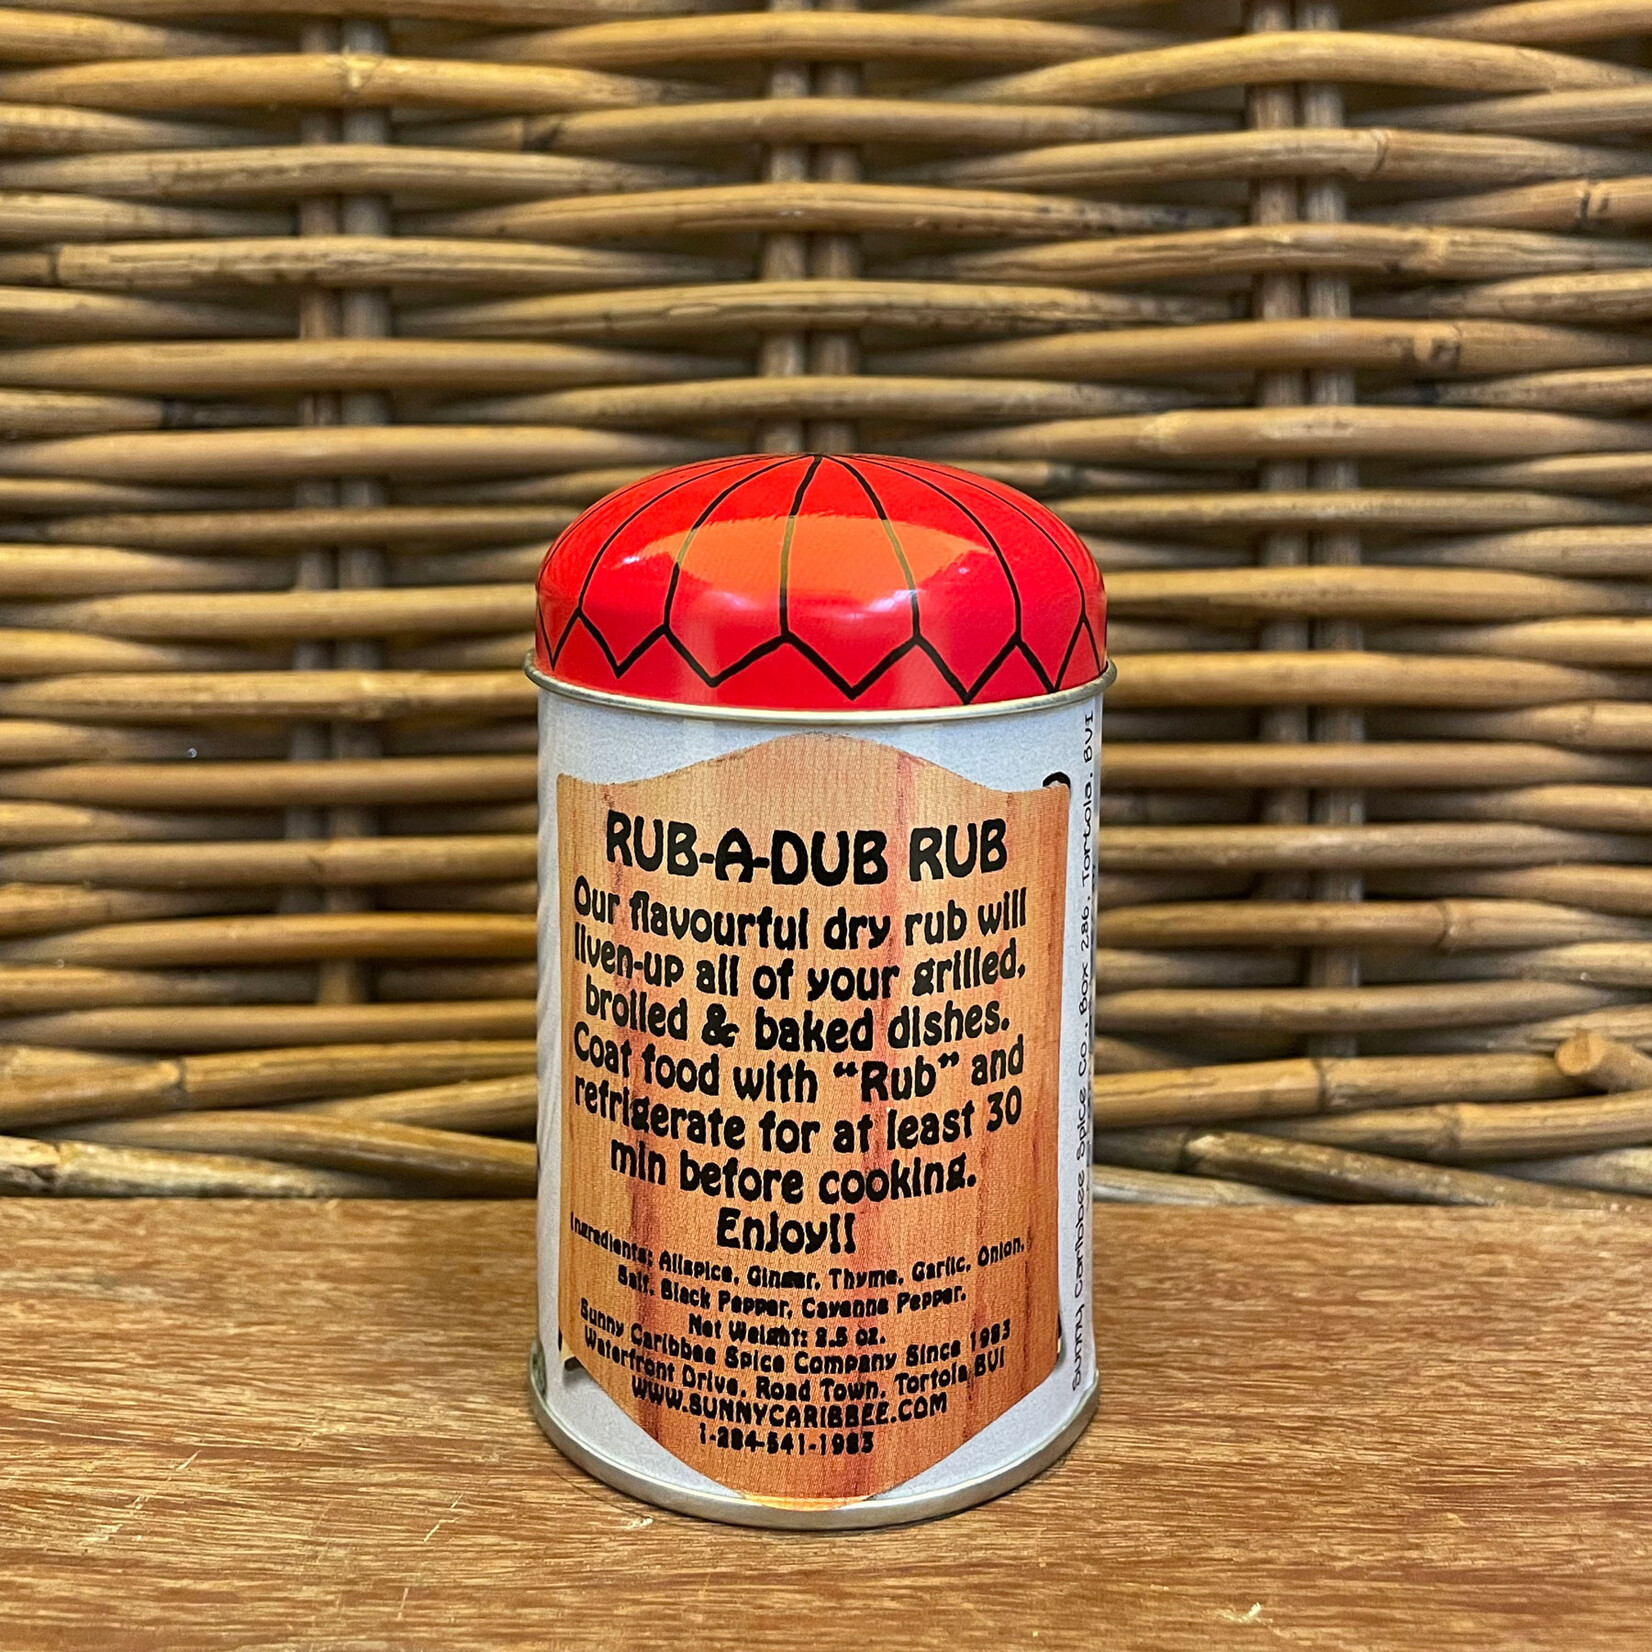 RUB-A-DUB RUB
Our flavourful dry rub will
liven-up all of your grilled,
broiled & baked dishes.
Coat food with “Rub” and
refrigerate for at least 30
min before cooking.
Enjoy!!
Ingredients: Allspice, Ginger, Thyme, Garlic, Onion,
Salt, Black Pepper, Cayenne Pepper.
Net Weight: oz.
Sunny Caribbee Spice Company Since 1983
Waterfront Drive, Road Town, Tortola BVI
WWW.SUNNYCARIBBEE.COM
1-284-541-1983
Sunny Caribbee Spice Co., Box 286, Tortola, BVI